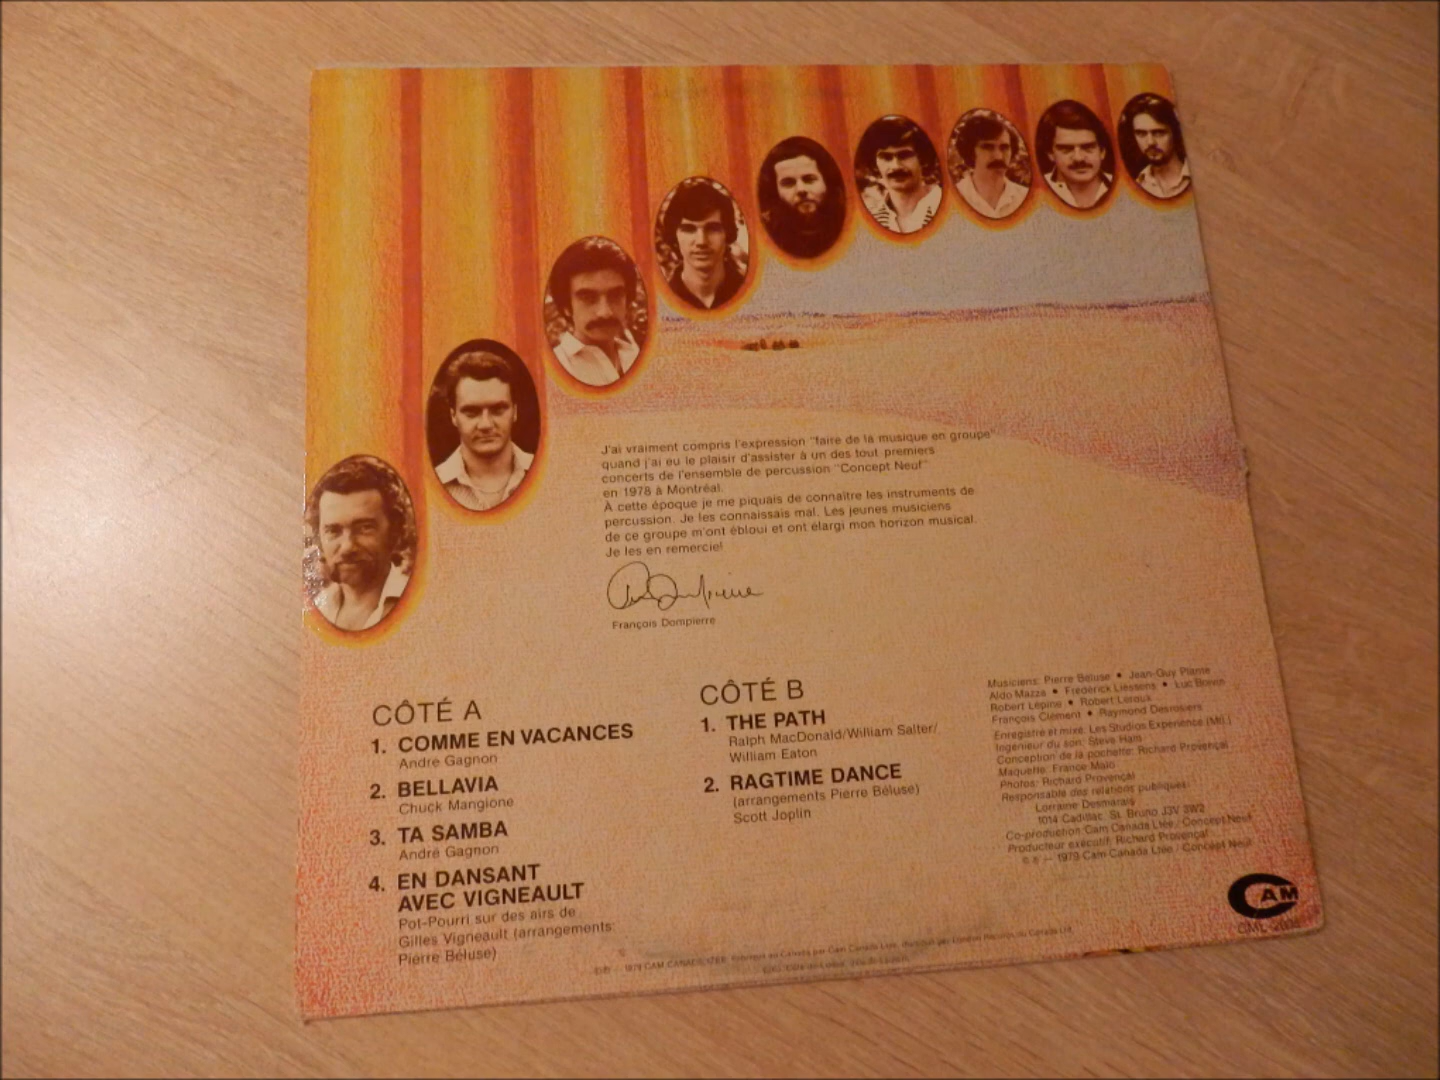 J'ai vraiment compris l'expression "faire de la musique en groupe"
quand j'ai eu le plaisir d'assister à un des tout premiers
concerts de l'ensemble de percussion "Concept Neuf"
en 1978 à Montréal.
À cette époque je me piquais de connaître les instruments de
percussion. Je les connaissais mal. Les jeunes musiciens
de ce groupe m'ont ébloui et ont élargi mon horizon musical.
Je les en remercie!
François Dompierre
CÔTÉ A
1. COMME EN VACANCES
André Gagnon
2. BELLAVIA
Chuck Mangione
3. TA SAMBA
André Gagnon
4. EN DANSANT
AVEC VIGNEAULT
Pot-Pourri sur des airs de
Gilles Vigneault (arrangements:
Pierre Béluse)
CÔTÉ B
1. THE PATH
Ralph MacDonald/William Salter/
William Eaton
2. RAGTIME DANCE
(arrangements Pierre Béluse)
Scott Joplin
Musiciens: Pierre Béluse • Jean-Guy Plante
Aldo Mazza • Frederick Liessens • Luc Boivin
Robert Lépine • Robert Leroux
François Clément • Raymond Desrosiers
Enregistré et mixé: Les Studios Experience (Mtl.)
Ingénieur du son: Steve Ham
Conception de la pochette: Richard Provençal
Maquette: France Malo
Photos: Richard Provençal
Responsable des relations publiques:
Lorraine Desmarais
1014 Cadillac, St. Bruno J3V 3W2
Co-production Cam Canada Ltée / Concept Neuf
Producteur exécutif: Richard Provençal
1979 Cam Canada Ltée / Concept Neuf
CAM
1979 CAM CANADA LTÉE